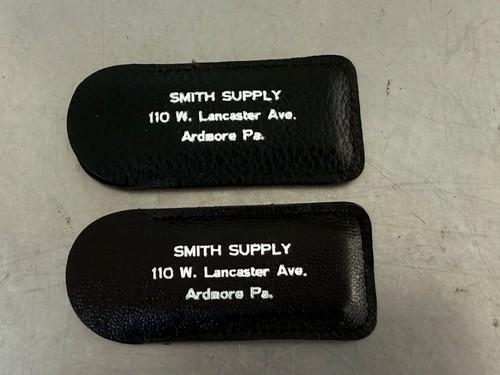 SMITH SUPPLY
110 W. Lancaster Ave.
Ardmore Pa.
SMITH SUPPLY
110 W. Lancaster Ave.
Ardmore Pa.